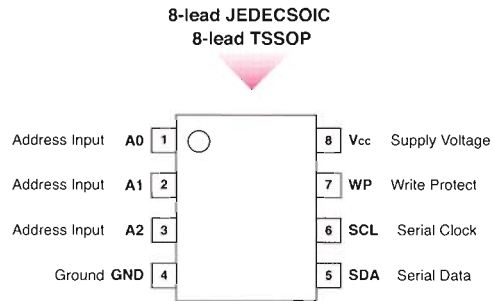 8-lead JEDECSOIC
8-lead TSSOP
Address Input A0 1 8 Vcc Supply Voltage
Address Input A1 2 7 WP Write Protect
Address Input A2 3 6 SCL Serial Clock
Ground GND 4 5 SDA Serial Data